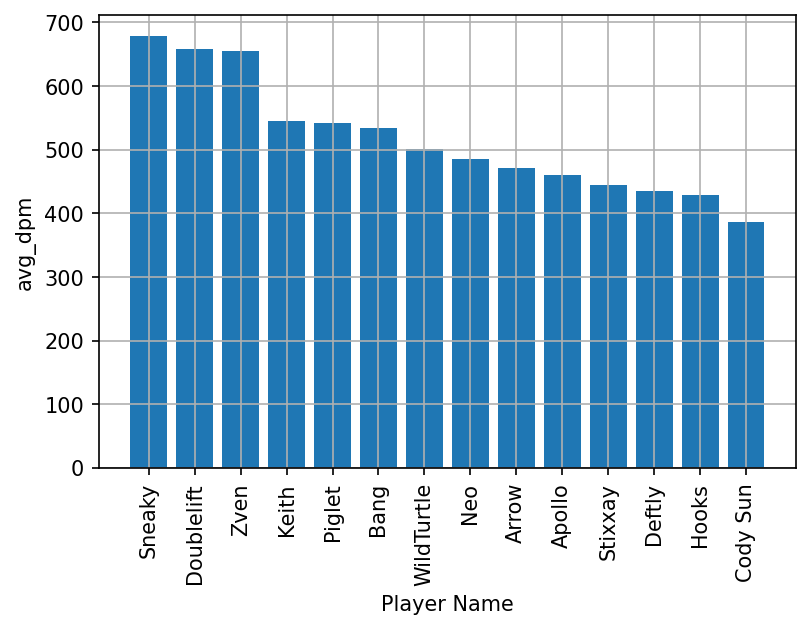 700
600
500
400
300
200
100
0
avg_dpm
Sneaky
Doublelift
Zven
Keith
Piglet
Bang
WildTurtle
Neo
Arrow
Apollo
Stixxay
Deftly
Hooks
Cody Sun
Player Name